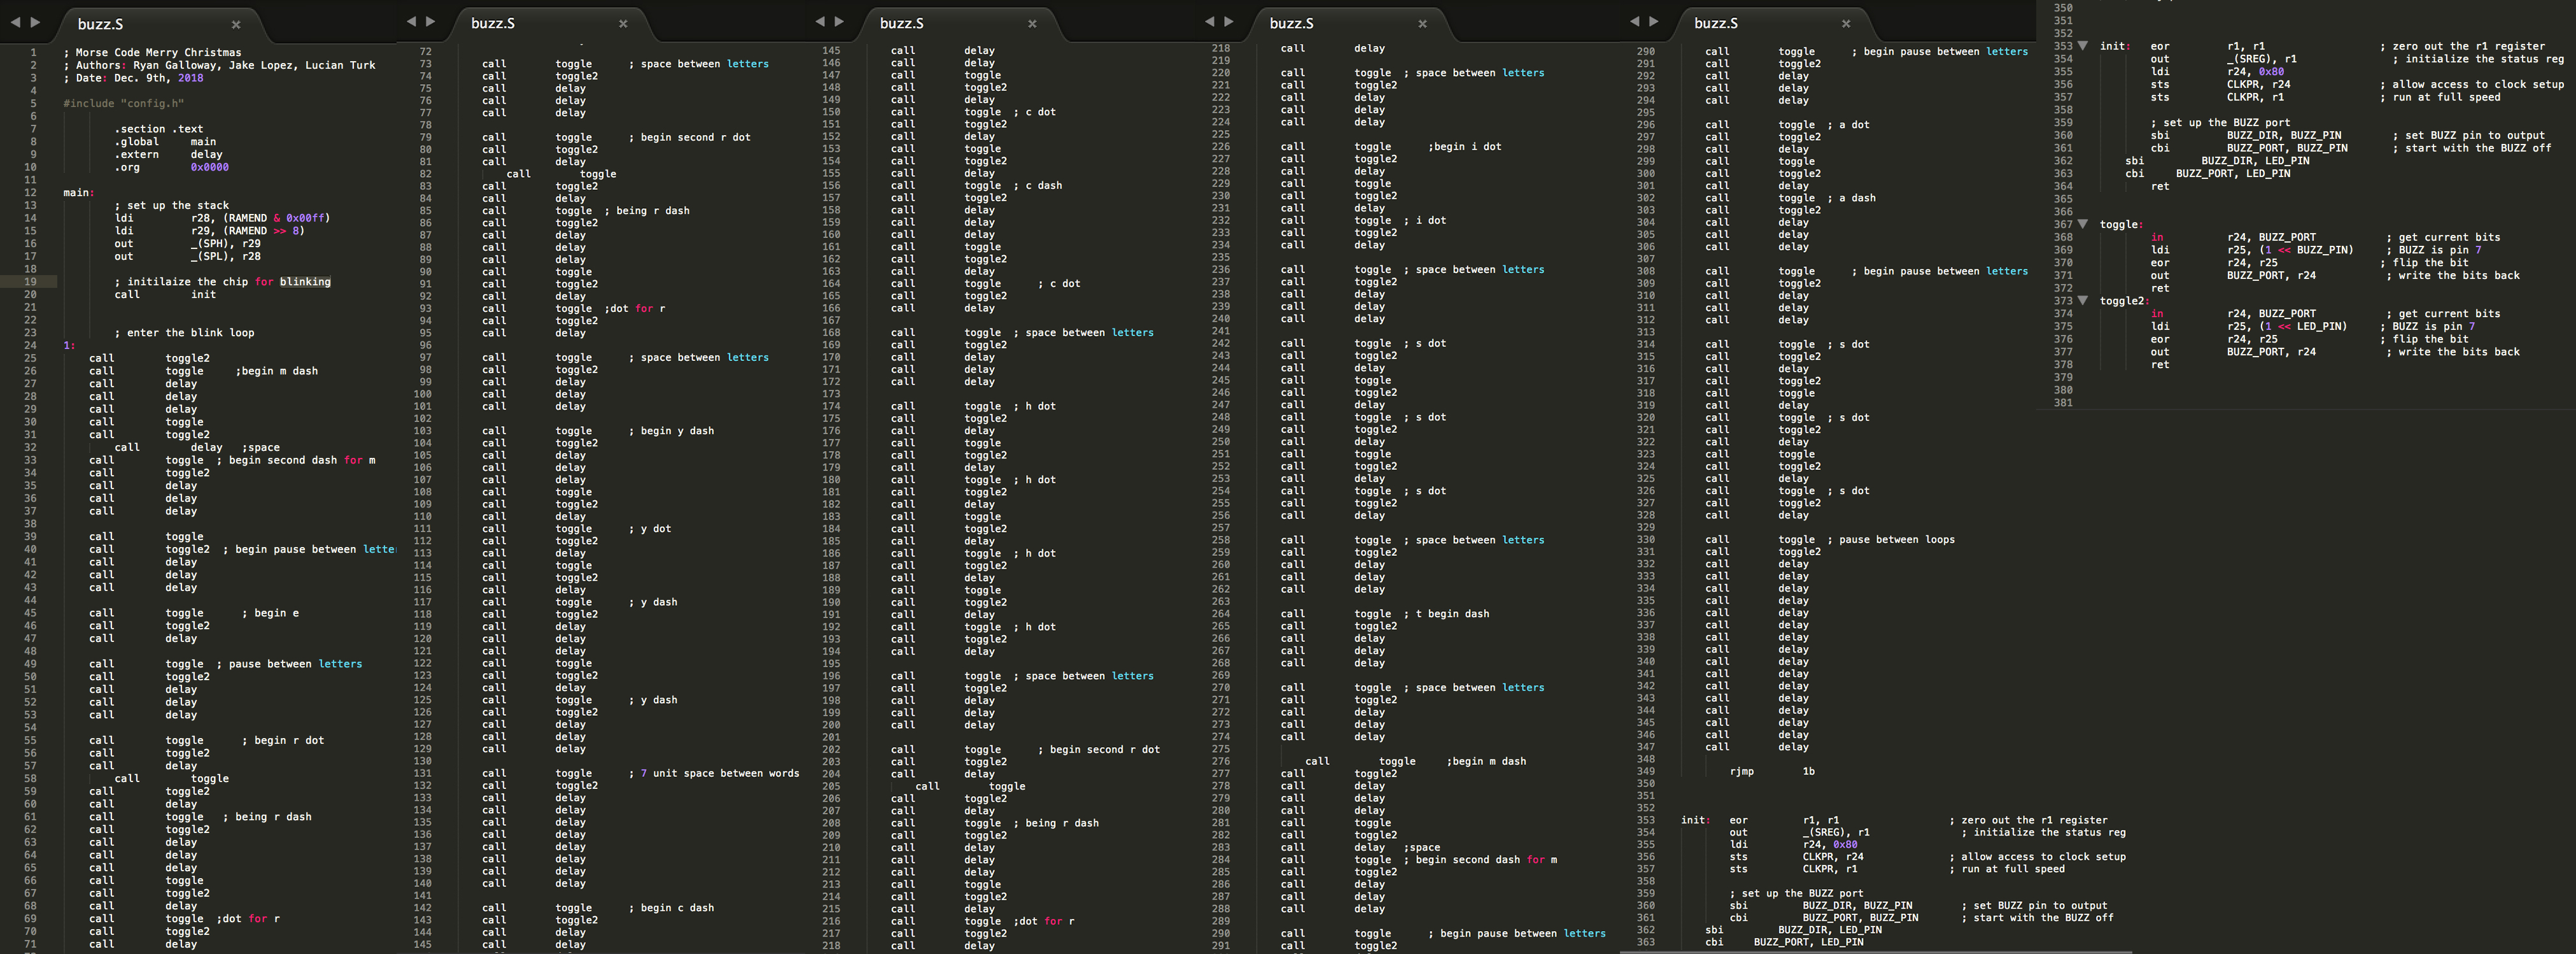 buzz.S
1 ; Morse Code Merry Christmas
2 ; Authors: Ryan Galloway, Jake Lopez, Lucian Turk
3 ; Date: Dec. 9th, 2018
4
5 #include "config.h"
6
7 .section .text
8 .global main
9 .extern delay
10 .org 0x0000
11
12 main:
13 ; set up the stack
14 ldi r28, (RAMEND & 0x00ff)
15 ldi r29, (RAMEND >> 8)
16 out _(SPH), r29
17 out _(SPL), r28
18
19 ; initilaize the chip for blinking
20 call init
21
22
23 ; enter the blink loop
24 1:
25 call toggle2
26 call toggle ;begin m dash
27 call delay
28 call delay
29 call delay
30 call toggle
31 call toggle2
32 call delay ;space
33 call toggle ; begin second dash for m
34 call toggle2
35 call delay
36 call delay
37 call delay
38
39 call toggle
40 call toggle2 ; begin pause between lette
41 call delay
42 call delay
43 call delay
44
45 call toggle ; begin e
46 call toggle2
47 call delay
48
49 call toggle ; pause between letters
50 call toggle2
51 call delay
52 call delay
53 call delay
54
55 call toggle ; begin r dot
56 call toggle2
57 call delay
58 call toggle
59 call toggle2
60 call delay
61 call toggle ; being r dash
62 call toggle2
63 call delay
64 call delay
65 call delay
66 call toggle
67 call toggle2
68 call delay
69 call toggle ;dot for r
70 call toggle2
71 call delay
buzz.S
72
73 call toggle ; space between letters
74 call toggle2
75 call delay
76 call delay
77 call delay
78
79 call toggle ; begin second r dot
80 call toggle2
81 call delay
82 call toggle
83 call toggle2
84 call delay
85 call toggle ; being r dash
86 call toggle2
87 call delay
88 call delay
89 call delay
90 call toggle
91 call toggle2
92 call delay
93 call toggle ;dot for r
94 call toggle2
95 call delay
96
97 call toggle ; space between letters
98 call toggle2
99 call delay
100 call delay
101 call delay
102
103 call toggle ; begin y dash
104 call toggle2
105 call delay
106 call delay
107 call delay
108 call toggle
109 call toggle2
110 call delay
111 call toggle ; y dot
112 call toggle2
113 call delay
114 call toggle
115 call toggle2
116 call delay
117 call toggle ; y dash
118 call toggle2
119 call delay
120 call delay
121 call delay
122 call toggle
123 call toggle2
124 call delay
125 call toggle ; y dash
126 call toggle2
127 call delay
128 call delay
129 call delay
130
131 call toggle ; 7 unit space between words
132 call toggle2
133 call delay
134 call delay
135 call delay
136 call delay
137 call delay
138 call delay
139 call delay
140 call delay
141
142 call toggle ; begin c dash
143 call toggle2
144 call delay
145 call delay
buzz.S
145 call delay
146 call delay
147 call toggle
148 call toggle2
149 call delay
150 call toggle ; c dot
151 call toggle2
152 call delay
153 call toggle
154 call toggle2
155 call delay
156 call toggle ; c dash
157 call toggle2
158 call delay
159 call delay
160 call delay
161 call toggle
162 call toggle2
163 call delay
164 call toggle ; c dot
165 call toggle2
166 call delay
167
168 call toggle ; space between letters
169 call toggle2
170 call delay
171 call delay
172 call delay
173
174 call toggle ; h dot
175 call toggle2
176 call delay
177 call toggle
178 call toggle2
179 call delay
180 call toggle ; h dot
181 call toggle2
182 call delay
183 call toggle
184 call toggle2
185 call delay
186 call toggle ; h dot
187 call toggle2
188 call delay
189 call toggle
190 call toggle2
191 call delay
192 call toggle ; h dot
193 call toggle2
194 call delay
195
196 call toggle ; space between letters
197 call toggle2
198 call delay
199 call delay
200 call delay
201
202 call toggle ; begin second r dot
203 call toggle2
204 call delay
205 call toggle
206 call toggle2
207 call delay
208 call toggle ; being r dash
209 call toggle2
210 call delay
211 call delay
212 call delay
213 call toggle
214 call toggle2
215 call delay
216 call toggle ;dot for r
217 call toggle2
218 call delay
buzz.S
218 call delay
219
220 call toggle ; space between letters
221 call toggle2
222 call delay
223 call delay
224 call delay
225
226 call toggle ;begin i dot
227 call toggle2
228 call delay
229 call toggle
230 call toggle2
231 call delay
232 call toggle ; i dot
233 call toggle2
234 call delay
235
236 call toggle ; space between letters
237 call toggle2
238 call delay
239 call delay
240 call delay
241
242 call toggle ; s dot
243 call toggle2
244 call delay
245 call toggle
246 call toggle2
247 call delay
248 call toggle ; s dot
249 call toggle2
250 call delay
251 call toggle
252 call toggle2
253 call delay
254 call toggle ; s dot
255 call toggle2
256 call delay
257
258 call toggle ; space between letters
259 call toggle2
260 call delay
261 call delay
262 call delay
263
264 call toggle ; t begin dash
265 call toggle2
266 call delay
267 call delay
268 call delay
269
270 call toggle ; space between letters
271 call toggle2
272 call delay
273 call delay
274 call delay
275
276 call toggle ;begin m dash
277 call toggle2
278 call delay
279 call delay
280 call delay
281 call toggle
282 call toggle2
283 call delay ;space
284 call toggle ; begin second dash for m
285 call toggle2
286 call delay
287 call delay
288 call delay
289
290 call toggle ; begin pause between letters
291 call toggle2
buzz.S
290 call toggle ; begin pause between letters
291 call toggle2
292 call delay
293 call delay
294 call delay
295
296 call toggle ; a dot
297 call toggle2
298 call delay
299 call toggle
300 call toggle2
301 call delay
302 call toggle ; a dash
303 call toggle2
304 call delay
305 call delay
306 call delay
307
308 call toggle ; begin pause between letters
309 call toggle2
310 call delay
311 call delay
312 call delay
313
314 call toggle ; s dot
315 call toggle2
316 call delay
317 call toggle2
318 call toggle
319 call delay
320 call toggle ; s dot
321 call toggle2
322 call delay
323 call toggle
324 call toggle2
325 call delay
326 call toggle ; s dot
327 call toggle2
328 call delay
329
330 call toggle ; pause between loops
331 call toggle2
332 call delay
333 call delay
334 call delay
335 call delay
336 call delay
337 call delay
338 call delay
339 call delay
340 call delay
341 call delay
342 call delay
343 call delay
344 call delay
345 call delay
346 call delay
347 call delay
348
349 rjmp 1b
350
351
352
353 init: eor r1, r1 ; zero out the r1 register
354 out _(SREG), r1 ; initialize the status reg
355 ldi r24, 0x80
356 sts CLKPR, r24 ; allow access to clock setup
357 sts CLKPR, r1 ; run at full speed
358
359 ; set up the BUZZ port
360 sbi BUZZ_DIR, BUZZ_PIN ; set BUZZ pin to output
361 cbi BUZZ_PORT, BUZZ_PIN ; start with the BUZZ off
362 sbi BUZZ_DIR, LED_PIN
363 cbi BUZZ_PORT, LED_PIN
350
351
352
353 init: eor r1, r1 ; zero out the r1 register
354 out _(SREG), r1 ; initialize the status reg
355 ldi r24, 0x80
356 sts CLKPR, r24 ; allow access to clock setup
357 sts CLKPR, r1 ; run at full speed
358
359 ; set up the BUZZ port
360 sbi BUZZ_DIR, BUZZ_PIN ; set BUZZ pin to output
361 cbi BUZZ_PORT, BUZZ_PIN ; start with the BUZZ off
362 sbi BUZZ_DIR, LED_PIN
363 cbi BUZZ_PORT, LED_PIN
364 ret
365
366
367 toggle:
368 in r24, BUZZ_PORT ; get current bits
369 ldi r25, (1 << BUZZ_PIN) ; BUZZ is pin 7
370 eor r24, r25 ; flip the bit
371 out BUZZ_PORT, r24 ; write the bits back
372 ret
373 toggle2:
374 in r24, BUZZ_PORT ; get current bits
375 ldi r25, (1 << LED_PIN) ; BUZZ is pin 7
376 eor r24, r25 ; flip the bit
377 out BUZZ_PORT, r24 ; write the bits back
378 ret
379
380
381